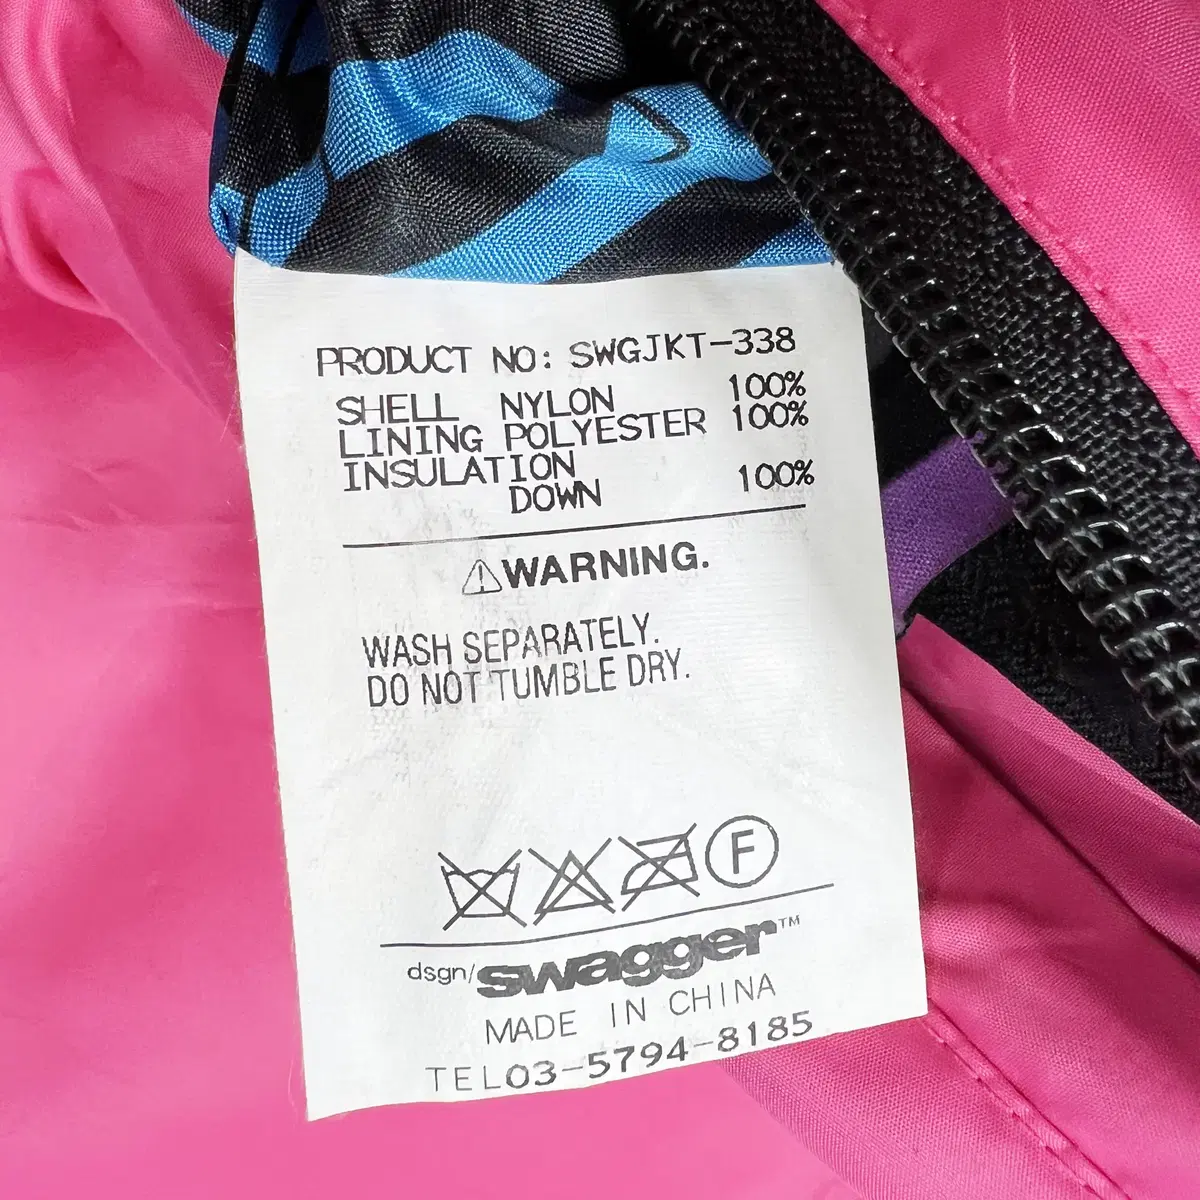 PRODUCT NO: SWGJKT-338
SHELL NYLON 100%
LINING POLYESTER 100%
INSULATION
DOWN 100%
⚠WARNING.
WASH SEPARATELY.
DO NOT TUMBLE DRY.
F
dsgn/swagger™
MADE IN CHINA
TEL03-5794-8185